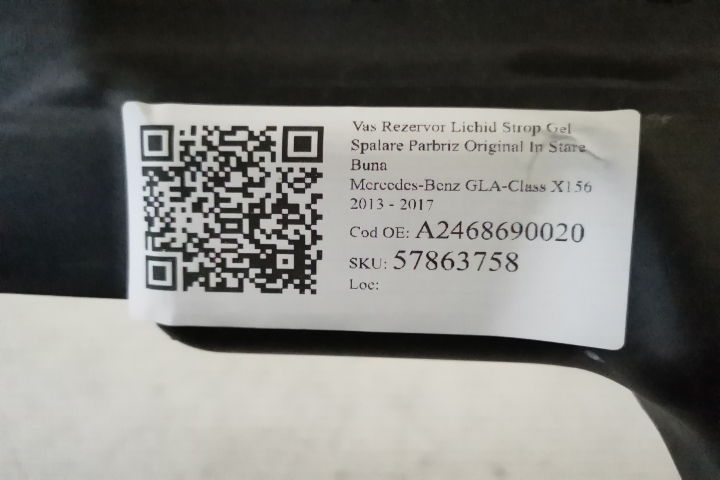 Vas Rezervor Lichid Strop Gel
Spalare Parbriz Original In Stare
Buna
Mercedes-Benz GLA-Class X156
2013 - 2017
Cod OE: A2468690020
SKU: 57863758
Loc: